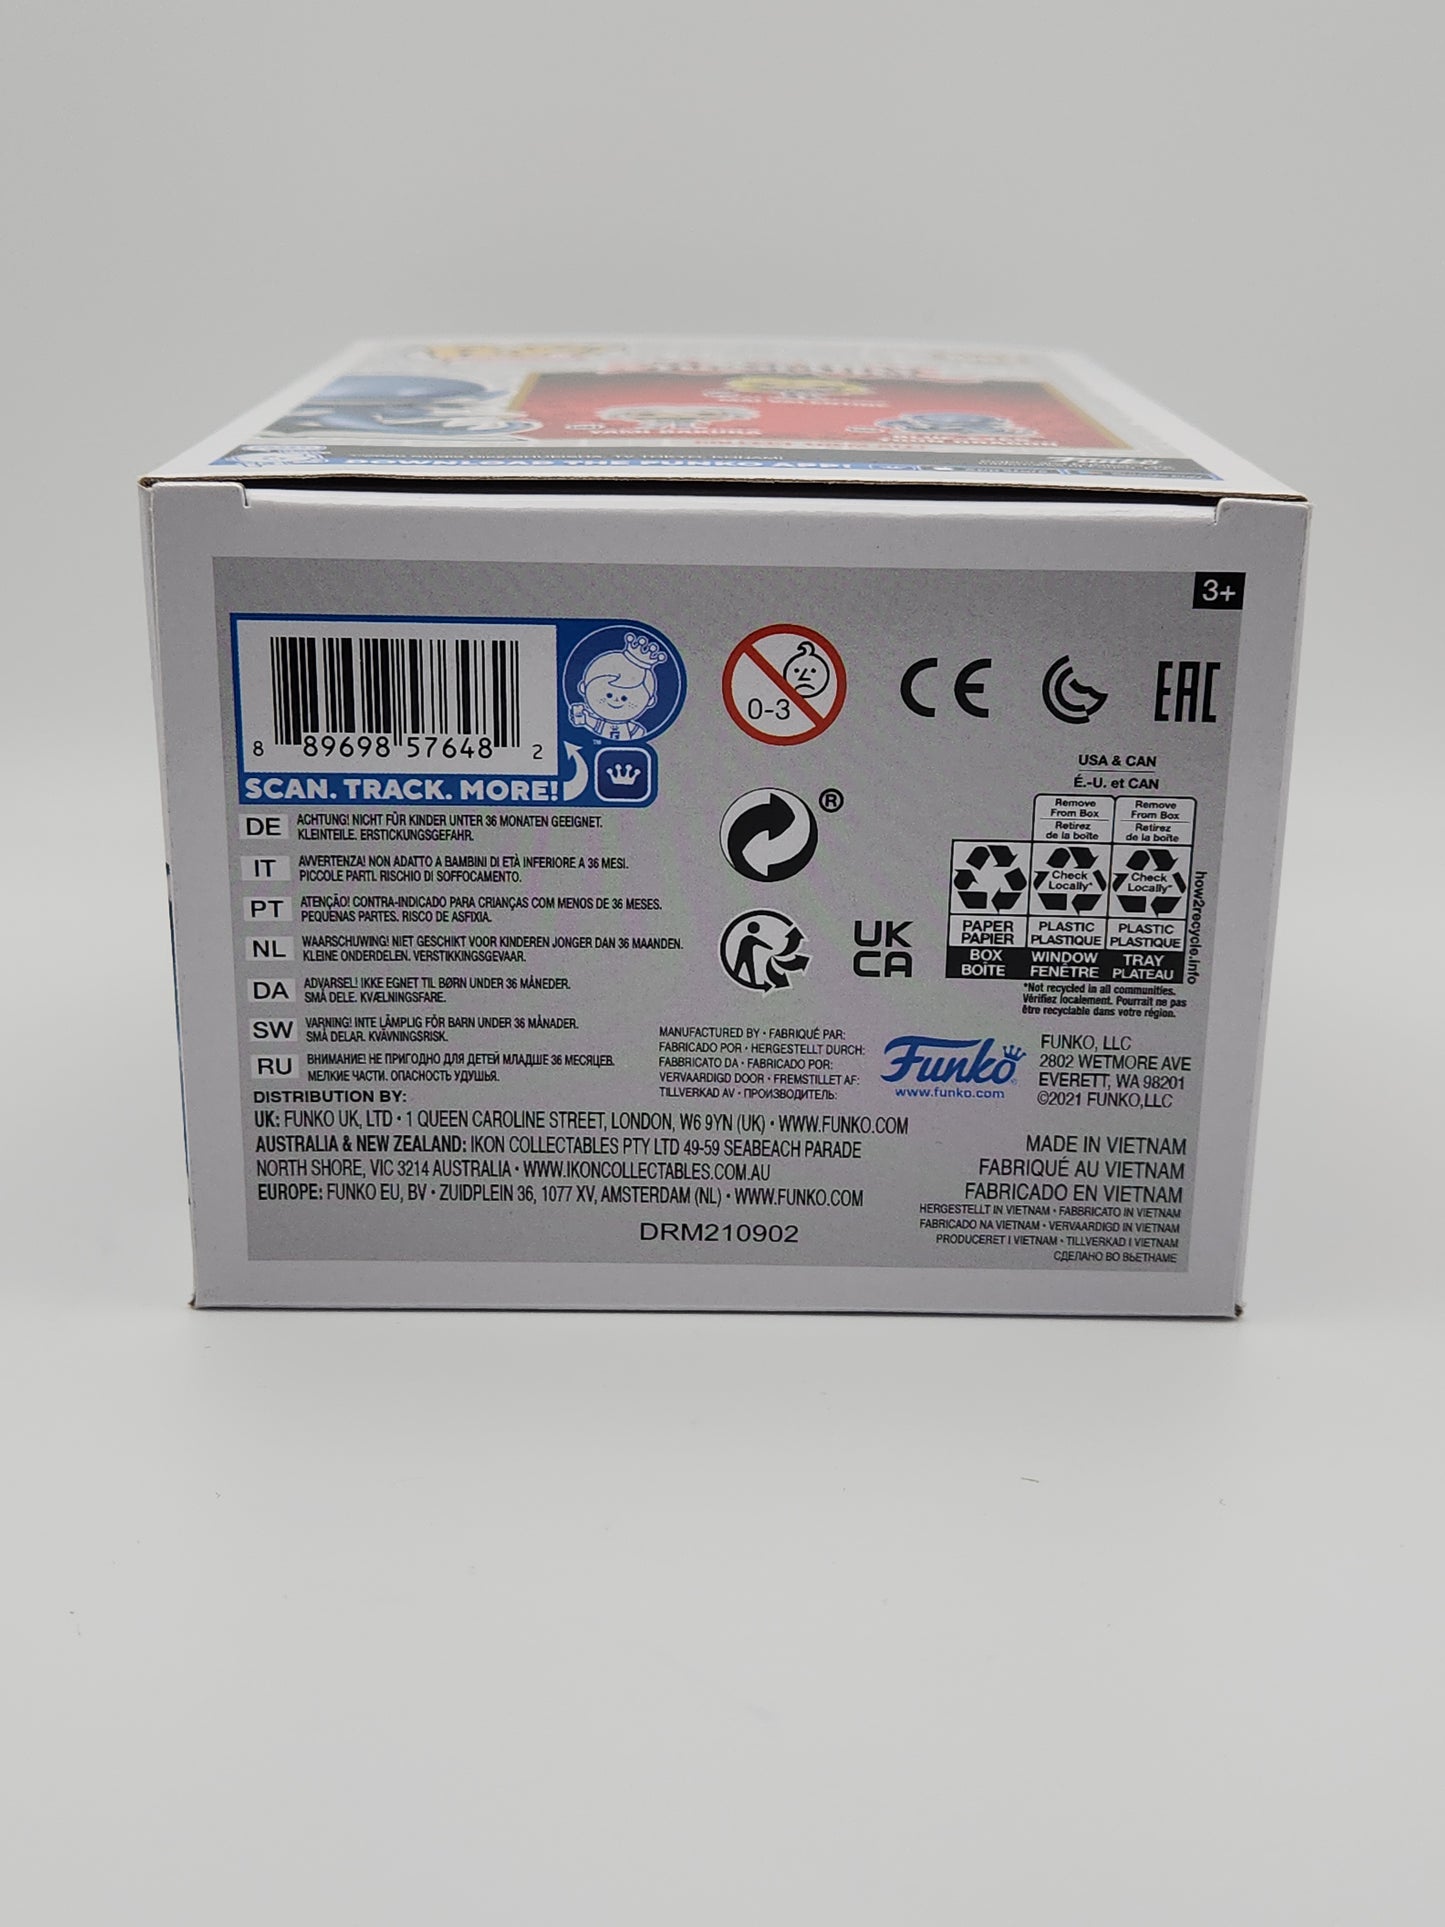 MAI VALENTINE
YAMI BAKURA
DOWNLOAD THE FUNKO APP!
3+
8 89698 57648 2
SCAN. TRACK. MORE!
™
0-3
CE
EAC
®
UK
CA
USA & CAN
É.-U. et CAN
Remove
From Box
Retirez
de la boîte
Remove
From Box
Retirez
de la boîte
Check
Locally*
Check
Locally*
PAPER
PAPIER
PLASTIC
PLASTIQUE
PLASTIC
PLASTIQUE
BOX
BOÎTE
WINDOW
FENÊTRE
TRAY
PLATEAU
how2recycle.info
*Not recycled in all communities.
Vérifiez localement. Pourrait ne pas
être recyclable dans votre région.
DE ACHTUNG! NICHT FÜR KINDER UNTER 36 MONATEN GEEIGNET.
KLEINTEILE. ERSTICKUNGSGEFAHR.
IT AVVERTENZA! NON ADATTO A BAMBINI DI ETÀ INFERIORE A 36 MESI.
PICCOLE PARTI. RISCHIO DI SOFFOCAMENTO.
PT ATENÇÃO! CONTRA-INDICADO PARA CRIANÇAS COM MENOS DE 36 MESES.
PEQUENAS PARTES. RISCO DE ASFIXIA.
NL WAARSCHUWING! NIET GESCHIKT VOOR KINDEREN JONGER DAN 36 MAANDEN.
KLEINE ONDERDELEN. VERSTIKKINGSGEVAAR.
DA ADVARSEL! IKKE EGNET TIL BØRN UNDER 36 MÅNEDER.
SMÅ DELE. KVÆLNINGSFARE.
SW VARNING! INTE LÄMPLIG FÖR BARN UNDER 36 MÅNADER.
SMÅ DELAR. KVÄVNINGSRISK.
RU ВНИМАНИЕ! НЕ ПРИГОДНО ДЛЯ ДЕТЕЙ МЛАДШЕ 36 МЕСЯЦЕВ.
МЕЛКИЕ ЧАСТИ. ОПАСНОСТЬ УДУШЬЯ.
MANUFACTURED BY • FABRIQUÉ PAR:
FABRICADO POR • HERGESTELLT DURCH:
FABBRICATO DA • FABRICADO POR:
VERVAARDIGD DOOR • FREMSTILLET AF:
TILLVERKAD AV • ПРОИЗВОДИТЕЛЬ:
Funko
www.funko.com
FUNKO, LLC
2802 WETMORE AVE
EVERETT, WA 98201
©2021 FUNKO,LLC
DISTRIBUTION BY:
UK: FUNKO UK, LTD • 1 QUEEN CAROLINE STREET, LONDON, W6 9YN (UK) • WWW.FUNKO.COM
AUSTRALIA & NEW ZEALAND: IKON COLLECTABLES PTY LTD 49-59 SEABEACH PARADE
NORTH SHORE, VIC 3214 AUSTRALIA • WWW.IKONCOLLECTABLES.COM.AU
EUROPE: FUNKO EU, BV • ZUIDPLEIN 36, 1077 XV, AMSTERDAM (NL) • WWW.FUNKO.COM
DRM210902
MADE IN VIETNAM
FABRIQUÉ AU VIETNAM
FABRICADO EN VIETNAM
HERGESTELLT IN VIETNAM • FABBRICATO IN VIETNAM
FABRICADO NA VIETNAM • VERVAARDIGD IN VIETNAM
PRODUCERET I VIETNAM • TILLVERKAD I VIETNAM
СДЕЛАНО ВО ВЬЕТНАМЕ